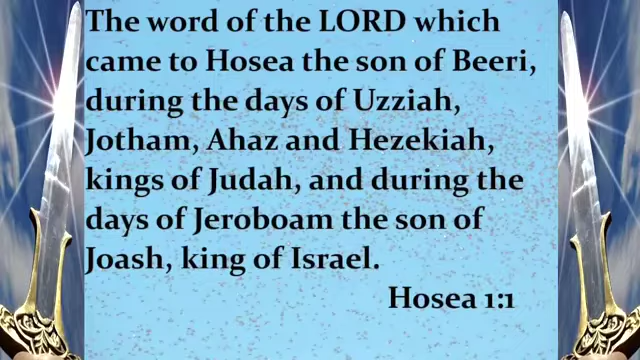 The word of the LORD which
came to Hosea the son of Beeri,
during the days of Uzziah,
Jotham, Ahaz and Hezekiah,
kings of Judah, and during the
days of Jeroboam the son of
Joash, king of Israel.
Hosea 1:1